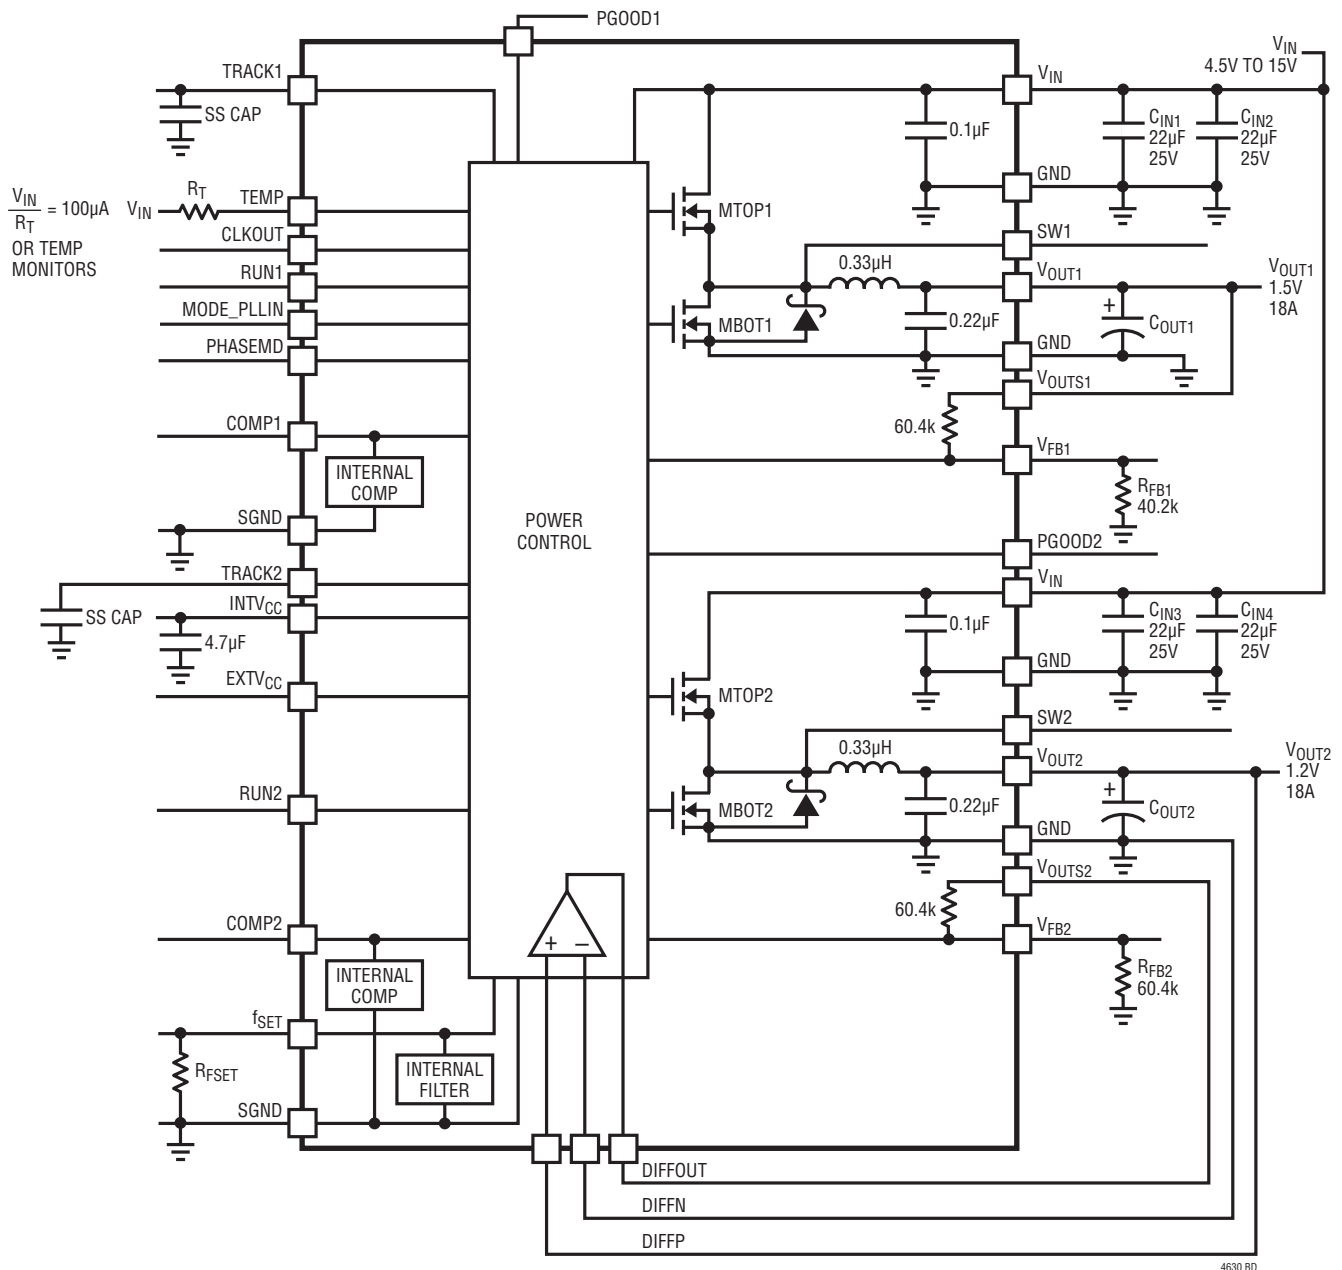 PGOOD1
TRACK1
SS CAP
V_IN
4.5V TO 15V
V_IN
0.1µF
C_IN1
22µF
25V
C_IN2
22µF
25V
GND
V_IN / R_T = 100µA
OR TEMP
MONITORS
V_IN
R_T
TEMP
CLKOUT
RUN1
MODE_PLLIN
PHASEMD
MTOP1
SW1
0.33µH
V_OUT1
V_OUT1
1.5V
18A
MBOT1
0.22µF
+
C_OUT1
GND
V_OUTS1
60.4k
COMP1
INTERNAL
COMP
SGND
V_FB1
R_FB1
40.2k
POWER
CONTROL
PGOOD2
TRACK2
SS CAP
INTV_CC
4.7µF
EXTV_CC
V_IN
0.1µF
C_IN3
22µF
25V
C_IN4
22µF
25V
GND
MTOP2
SW2
0.33µH
V_OUT2
V_OUT2
1.2V
18A
RUN2
MBOT2
0.22µF
+
C_OUT2
GND
V_OUTS2
60.4k
COMP2
INTERNAL
COMP
+ –
V_FB2
R_FB2
60.4k
f_SET
R_FSET
INTERNAL
FILTER
SGND
DIFFOUT
DIFFN
DIFFP
4630 BD